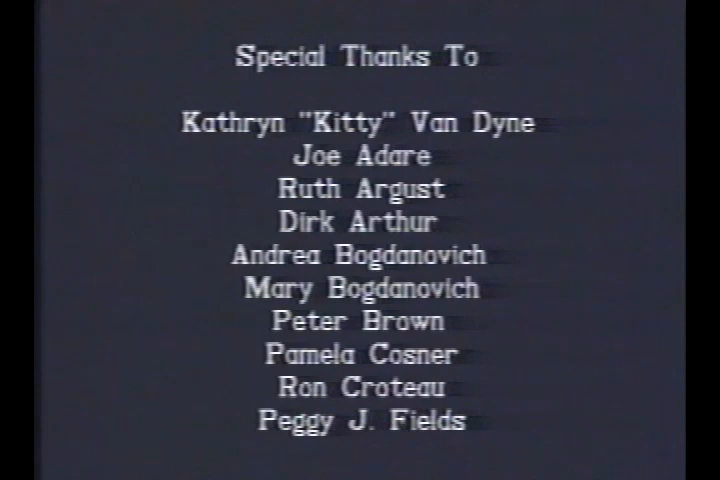 Special Thanks To
Kathryn "Kitty" Van Dyne
Joe Adare
Ruth Argust
Dirk Arthur
Andrea Bogdanovich
Mary Bogdanovich
Peter Brown
Pamela Cosner
Ron Croteau
Peggy J. Fields